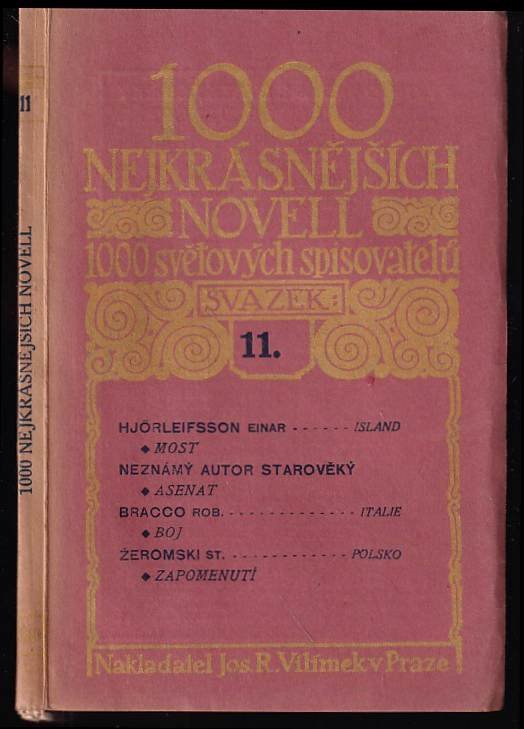 11
1000 NEJKRÁSNĚJŠÍCH NOVELL
1000
NEJKRÁSNĚJŠÍCH
NOVELL
1000 světových spisovatelů
SVAZEK:
11.
HJÖRLEIFSSON EINAR - - - - - - ISLAND
◆ MOST
NEZNÁMÝ AUTOR STAROVĚKÝ
◆ ASENAT
BRACCO ROB. - - - - - - - - - - - - - ITALIE
◆ BOJ
ŽEROMSKI ST. - - - - - - - - - - - - POLSKO
◆ ZAPOMENUTÍ
Nakladatel Jos. R. Vilímek v Praze